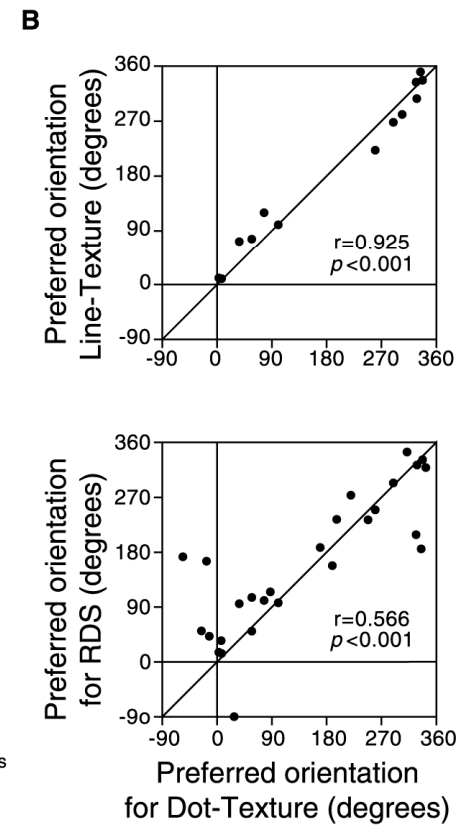 B
Preferred orientation
Line-Texture (degrees)
360
270
180
90
0
-90
r=0.925
p<0.001
-90 0 90 180 270 360
Preferred orientation
for RDS (degrees)
360
270
180
90
0
-90
r=0.566
p<0.001
-90 0 90 180 270 360
s
Preferred orientation
for Dot-Texture (degrees)